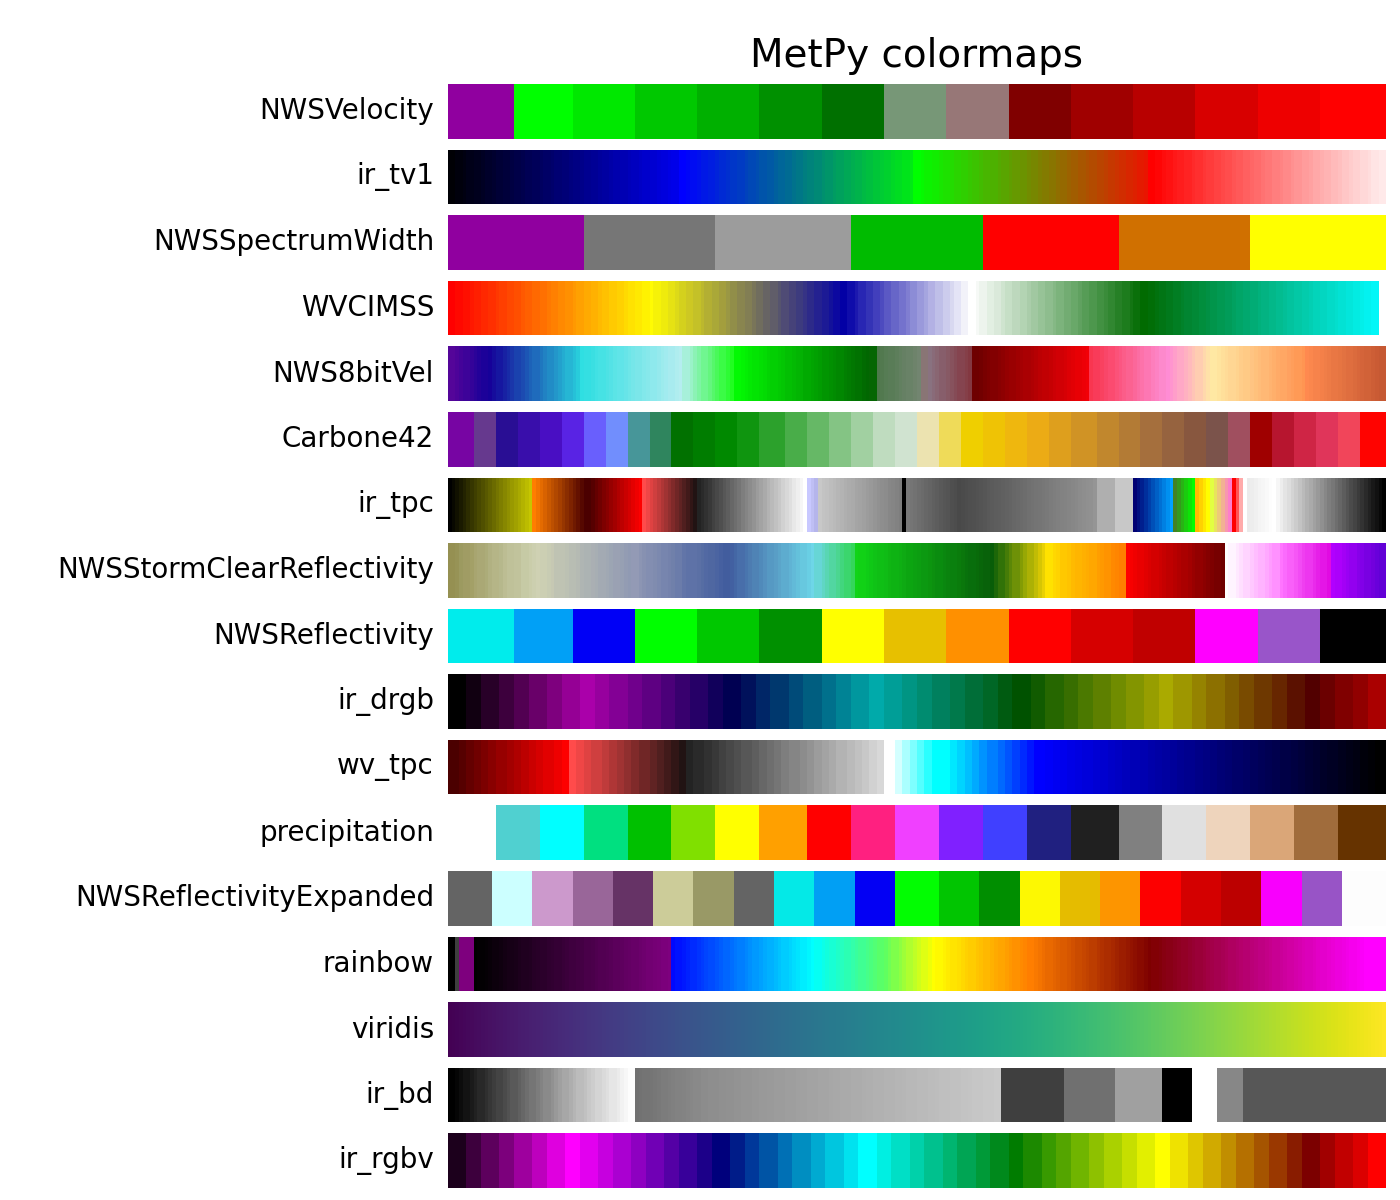 MetPy colormaps
NWSVelocity
ir_tv1
NWSSpectrumWidth
WVCIMSS
NWS8bitVel
Carbone42
ir_tpc
NWSStormClearReflectivity
NWSReflectivity
ir_drgb
wv_tpc
precipitation
NWSReflectivityExpanded
rainbow
viridis
ir_bd
ir_rgbv